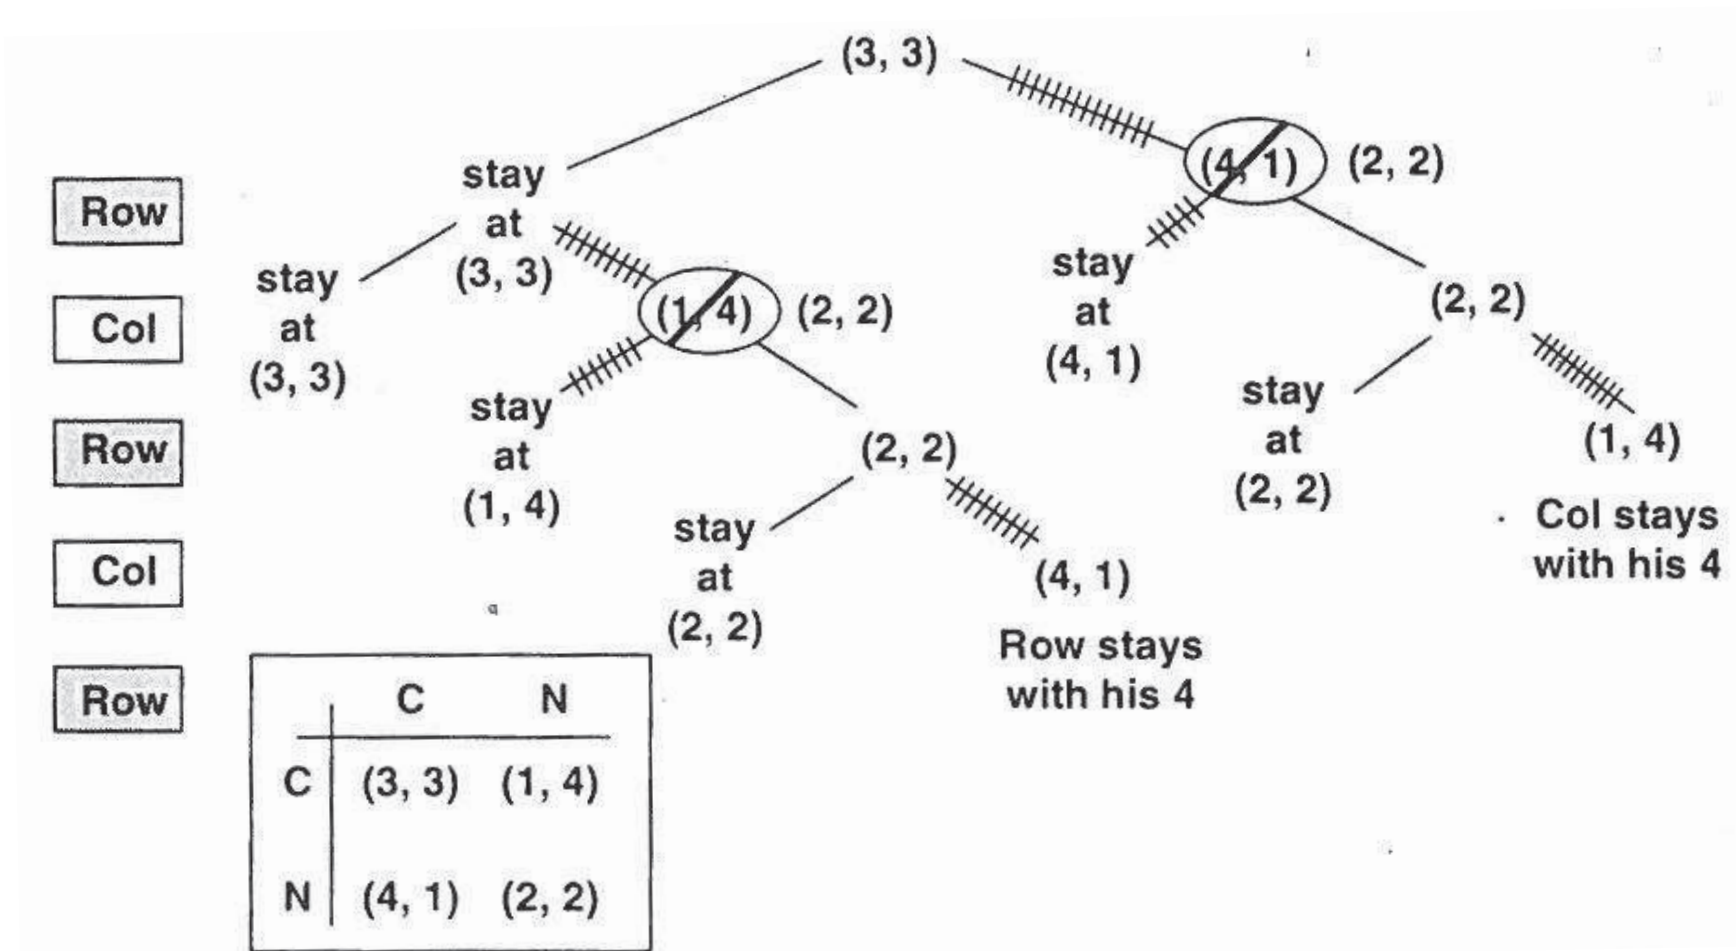 (3, 3)
(4, 1) (2, 2)
stay
at
(3, 3)
Row
stay
at
(3, 3)
(1, 4) (2, 2)
stay
at
(4, 1)
(2, 2)
Col
stay
at
(1, 4)
(2, 2)
stay
at
(2, 2)
(1, 4)
Col stays
with his 4
Row
stay
at
(2, 2)
(4, 1)
Row stays
with his 4
Col
Row
C N
C (3, 3) (1, 4)
N (4, 1) (2, 2)